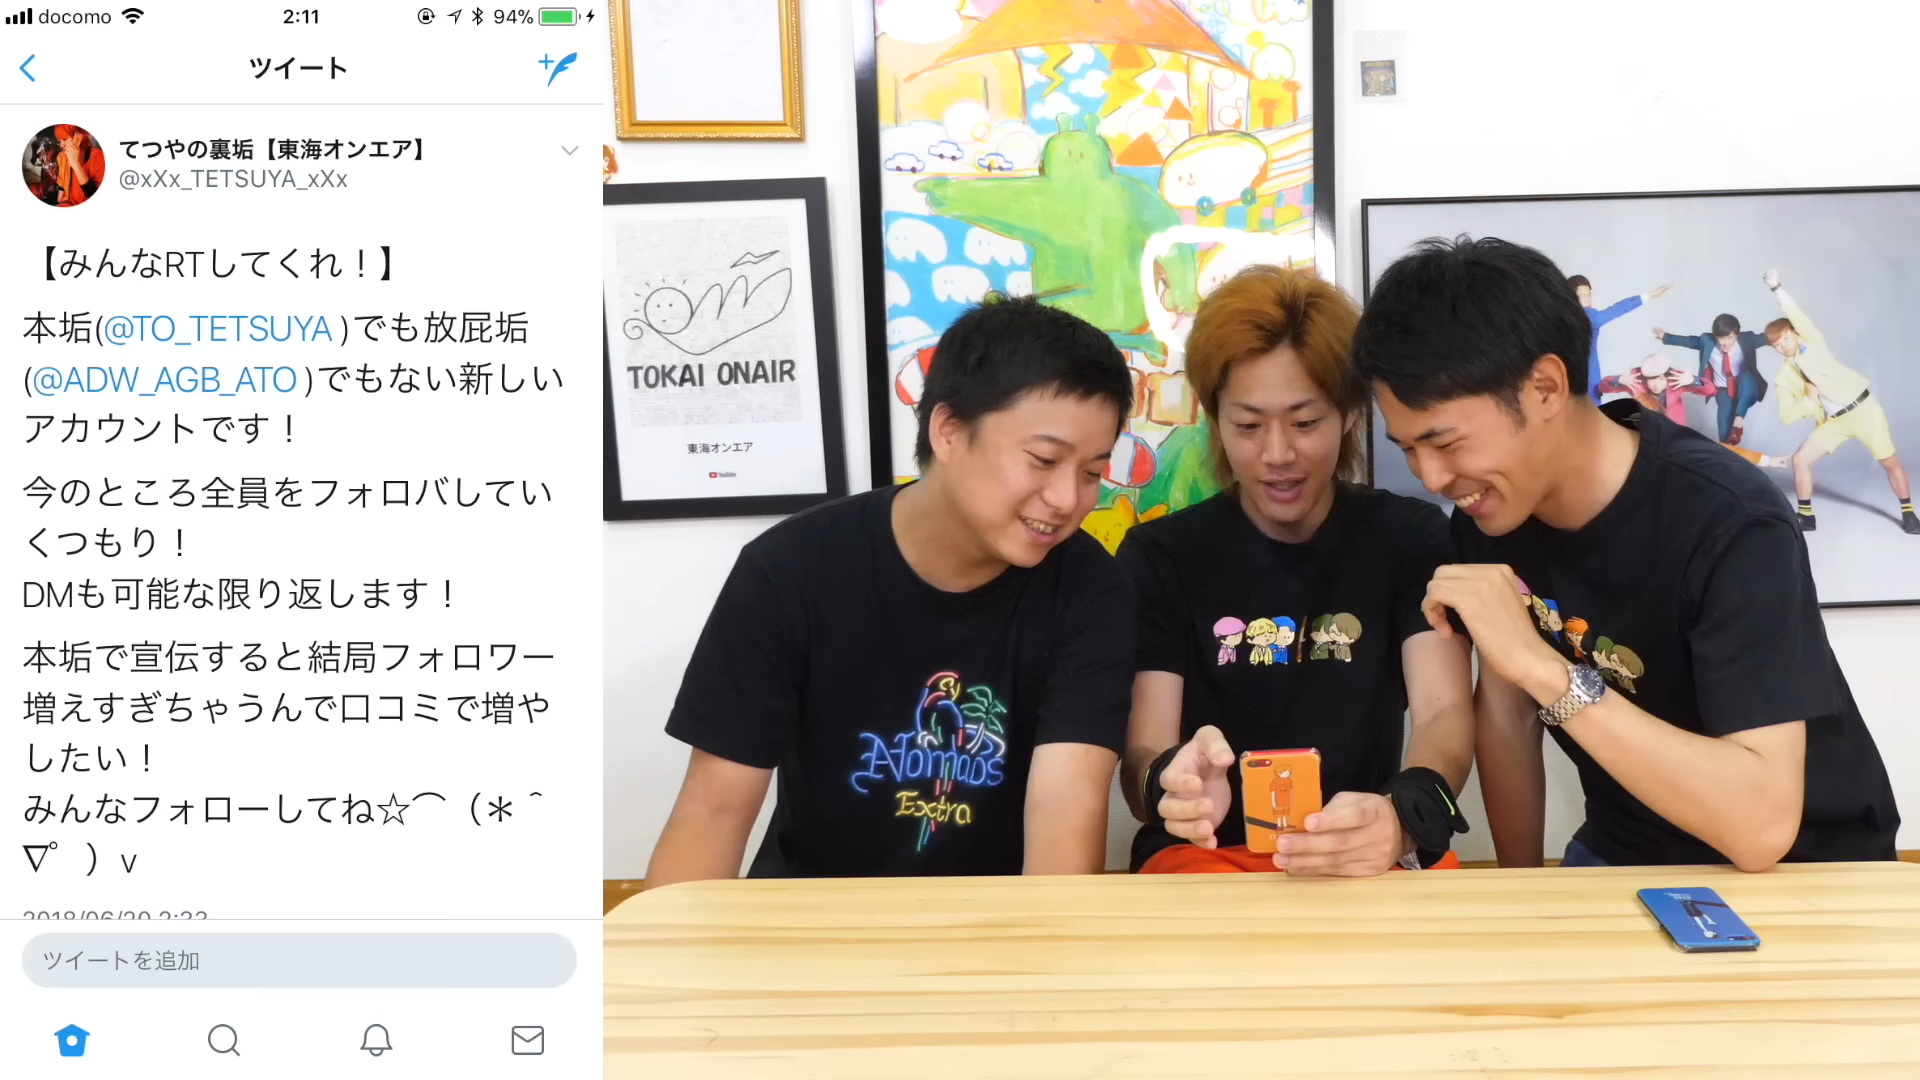 docomo
2:11
94%
ツイート
てつやの裏垢【東海オンエア】
@xXx_TETSUYA_xXx
【みんなRTしてくれ！】
本垢(@TO_TETSUYA )でも放屁垢
(@ADW_AGB_ATO )でもない新しい
アカウントです！
今のところ全員をフォロバしてい
くつもり！
DMも可能な限り返します！
本垢で宣伝すると結局フォロワー
増えすぎちゃうんで口コミで増や
したい！
みんなフォローしてね☆⌒（＊＾
∇゜）v
2018/06/20 2:33
ツイートを追加
TOKAI ONAIR
東海オンエア
YouTube
Nomads
Extra